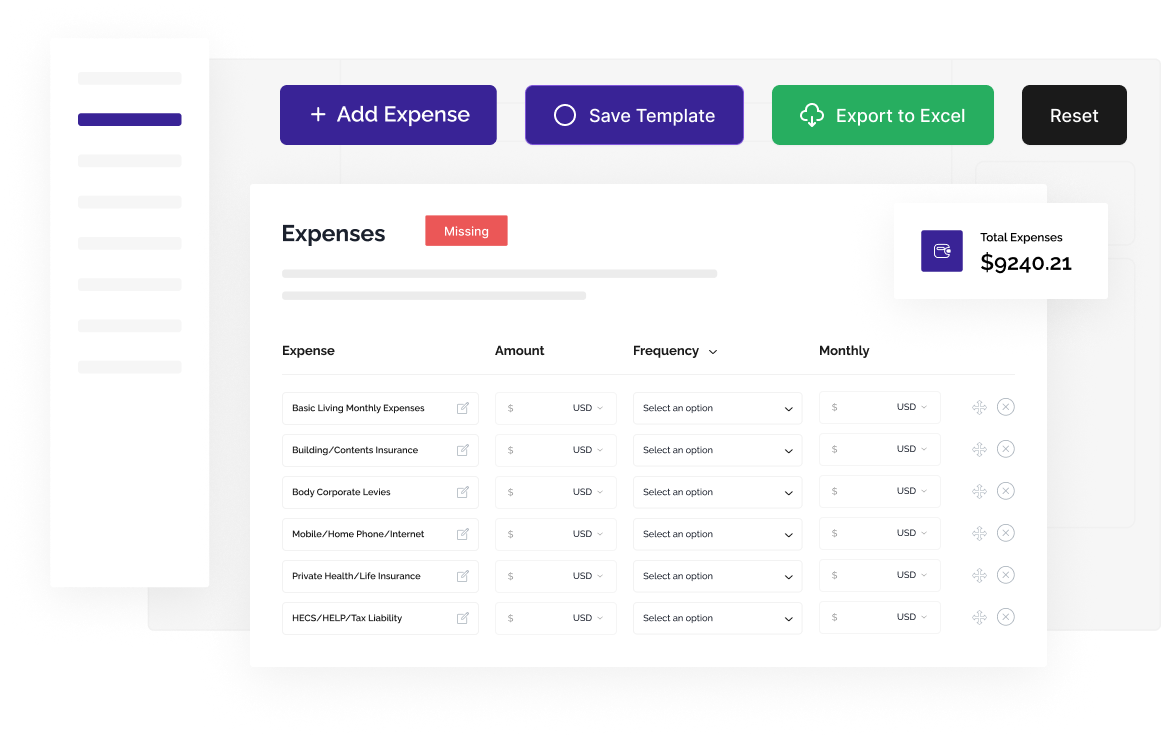 + Add Expense
Save Template
Export to Excel
Reset
Expenses
Missing
Total Expenses
$9240.21
Expense Amount Frequency Monthly
Basic Living Monthly Expenses $ USD Select an option $ USD
Building/Contents Insurance $ USD Select an option $ USD
Body Corporate Levies $ USD Select an option $ USD
Mobile/Home Phone/Internet $ USD Select an option $ USD
Private Health/Life Insurance $ USD Select an option $ USD
HECS/HELP/Tax Liability $ USD Select an option $ USD